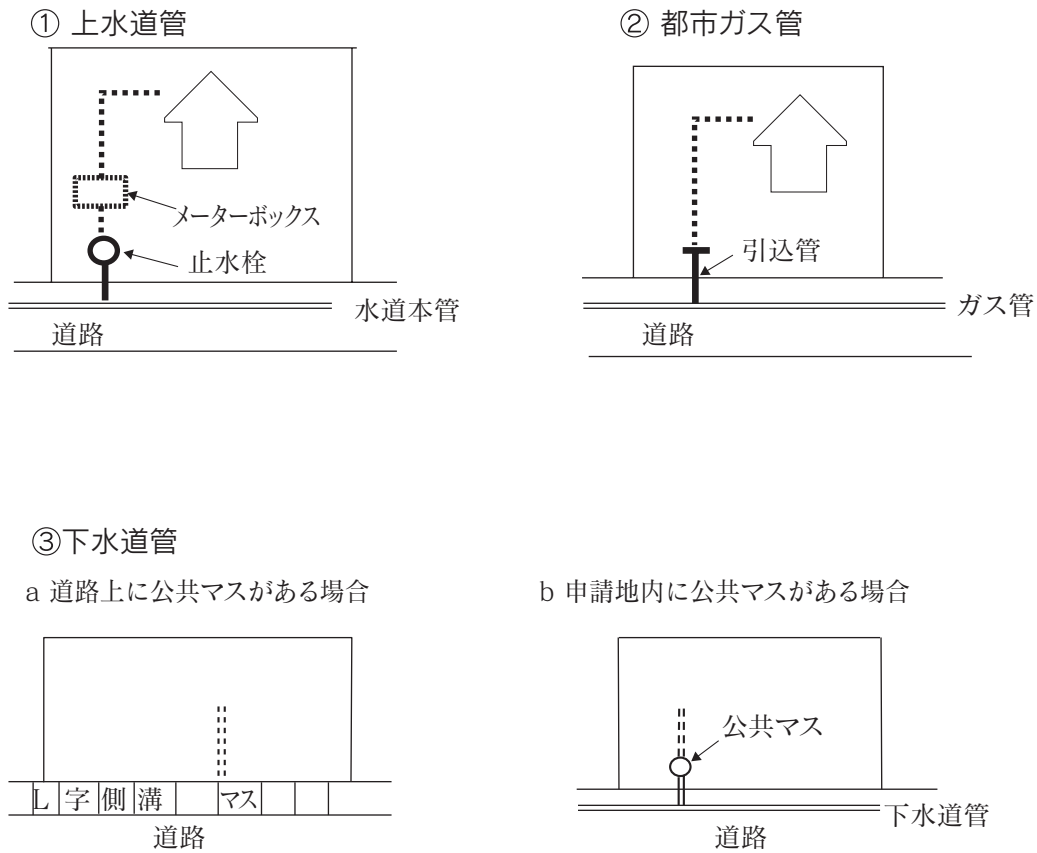 ① 上水道管
メーターボックス
止水栓
水道本管
道路
② 都市ガス管
引込管
ガス管
道路
③下水道管
a 道路上に公共マスがある場合
L字側溝 マス
道路
b 申請地内に公共マスがある場合
公共マス
下水道管
道路